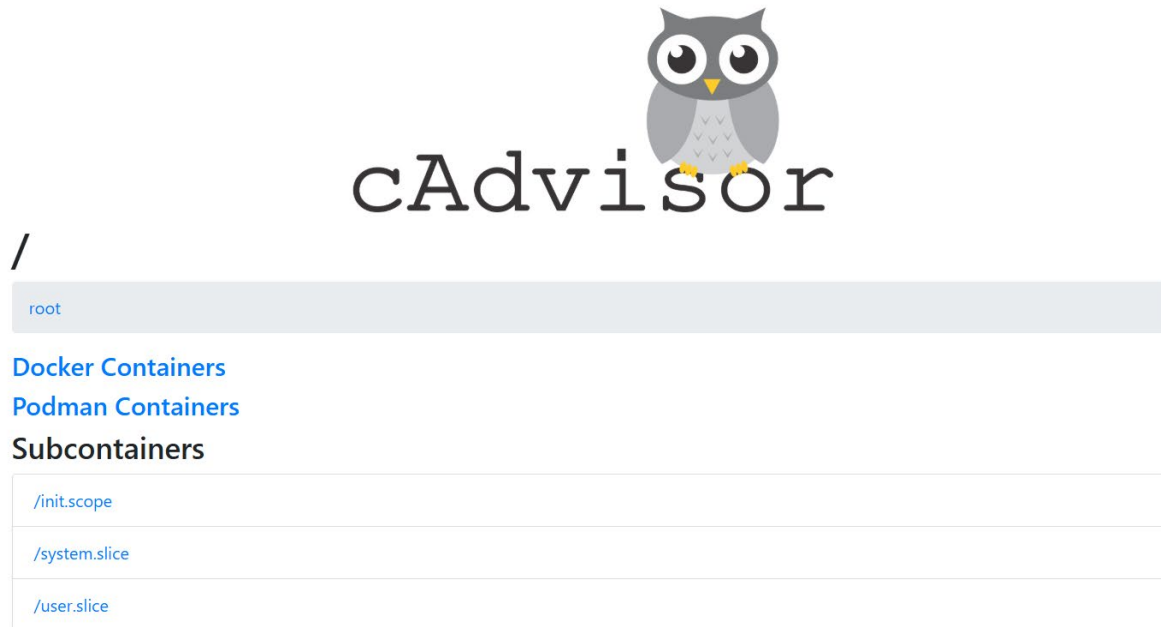 cAdvisor
/
root
Docker Containers
Podman Containers
Subcontainers
/init.scope
/system.slice
/user.slice